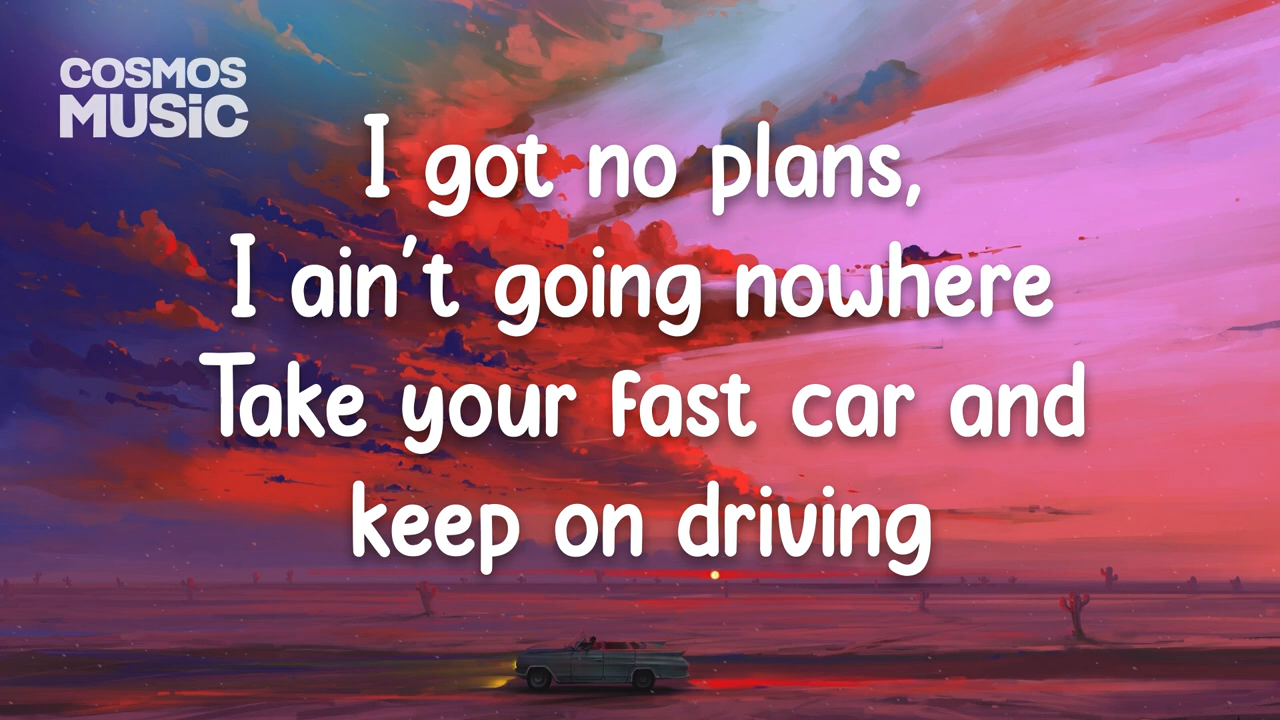 COSMOS
MUSiC
I got no plans,
I ain't going nowhere
Take your fast car and
keep on driving